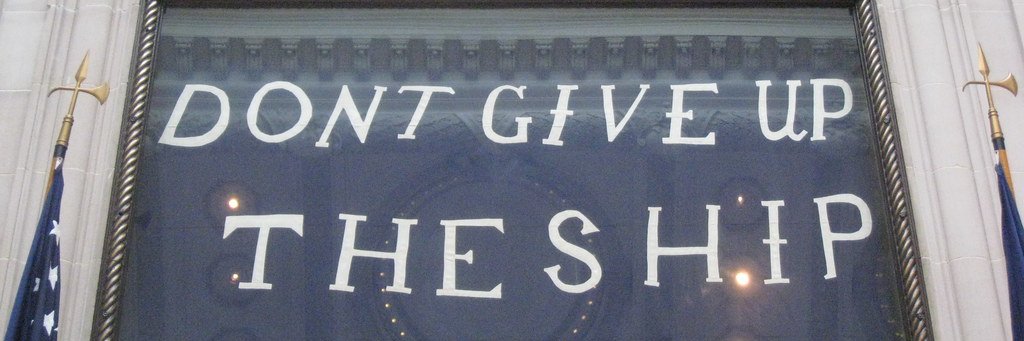 DONT GIVE UP
THE SHIP